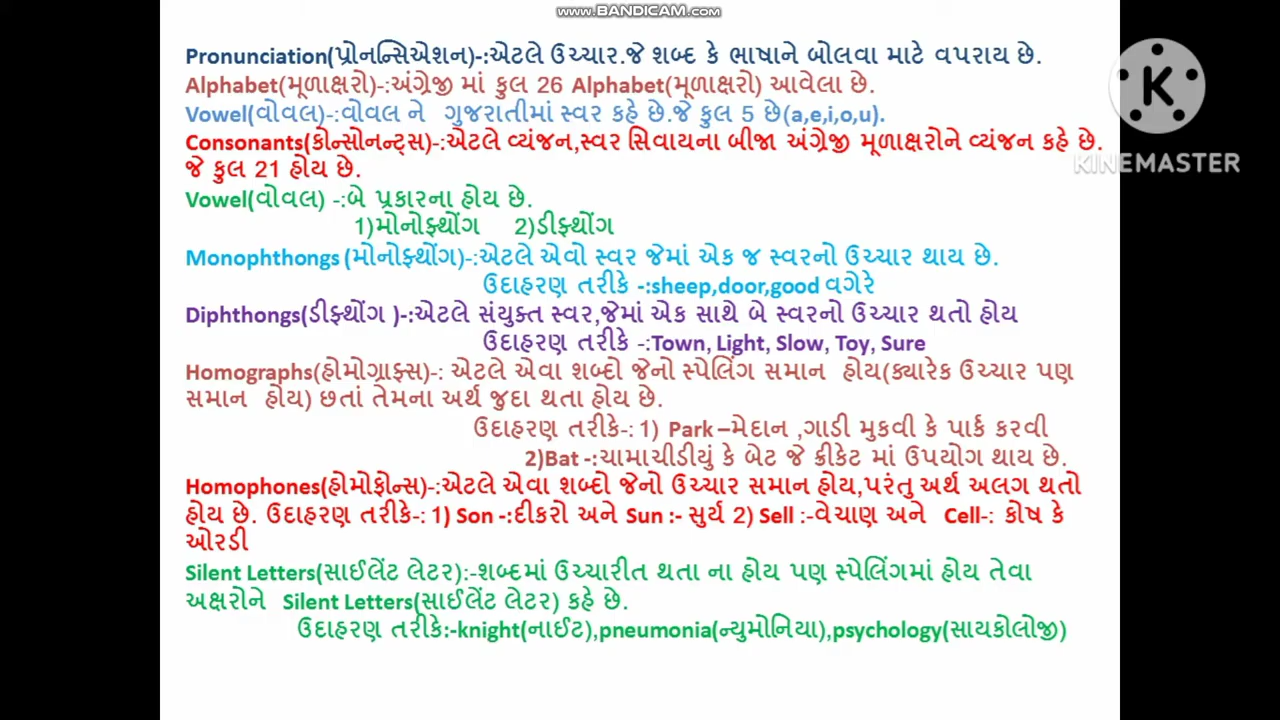 www.BANDICAM.com
Pronunciation(પ્રોનન્સિએશન)-:એટલે ઉચ્ચાર.જે શબ્દ કે ભાષાને બોલવા માટે વપરાય છે.
Alphabet(મૂળાક્ષરો)-:અંગ્રેજી માં કુલ 26 Alphabet(મૂળાક્ષરો) આવેલા છે.
Vowel(વોવલ)-:વોવલ ને ગુજરાતીમાં સ્વર કહે છે.જે કુલ 5 છે(a,e,i,o,u).
Consonants(કોન્સોનન્ટ્સ)-:એટલે વ્યંજન,સ્વર સિવાયના બીજા અંગ્રેજી મૂળાક્ષરોને વ્યંજન કહે છે.
જે કુલ 21 હોય છે.
Vowel(વોવલ) -:બે પ્રકારના હોય છે.
1)મોનોફ્થોંગ 2)ડીફ્થોંગ
Monophthongs (મોનોફ્થોંગ)-:એટલે એવો સ્વર જેમાં એક જ સ્વરનો ઉચ્ચાર થાય છે.
ઉદાહરણ તરીકે -:sheep,door,good વગેરે
Diphthongs(ડીફ્થોંગ )-:એટલે સંયુક્ત સ્વર,જેમાં એક સાથે બે સ્વરનો ઉચ્ચાર થતો હોય
ઉદાહરણ તરીકે -:Town, Light, Slow, Toy, Sure
Homographs(હોમોગ્રાફ્સ)-: એટલે એવા શબ્દો જેનો સ્પેલિંગ સમાન હોય(ક્યારેક ઉચ્ચાર પણ
સમાન હોય) છતાં તેમના અર્થ જુદા થતા હોય છે.
ઉદાહરણ તરીકે-: 1) Park –મેદાન ,ગાડી મુકવી કે પાર્ક કરવી
2)Bat -:ચામાચીડીયું કે બેટ જે ક્રીકેટ માં ઉપયોગ થાય છે.
Homophones(હોમોફોન્સ)-:એટલે એવા શબ્દો જેનો ઉચ્ચાર સમાન હોય,પરંતુ અર્થ અલગ થતો
હોય છે. ઉદાહરણ તરીકે-: 1) Son -:દીકરો અને Sun :- સુર્ય 2) Sell :-વેચાણ અને Cell-: કોષ કે
ઓરડી
Silent Letters(સાઈલેંટ લેટર):-શબ્દમાં ઉચ્ચારીત થતા ના હોય પણ સ્પેલિંગમાં હોય તેવા
અક્ષરોને Silent Letters(સાઈલેંટ લેટર) કહે છે.
ઉદાહરણ તરીકે:-knight(નાઈટ),pneumonia(ન્યુમોનિયા),psychology(સાયકોલોજી)
K
KINEMASTER